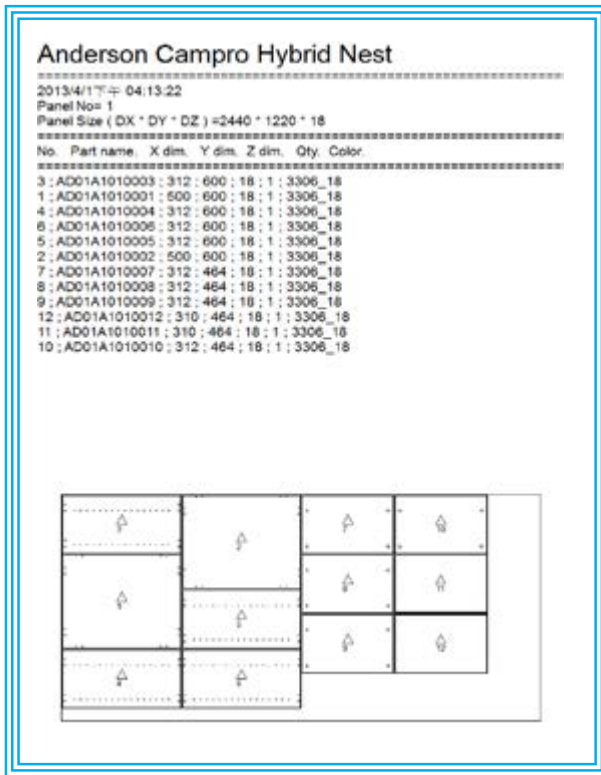 Anderson Campro Hybrid Nest
2013/4/1下午 04:13:22
Panel No= 1
Panel Size ( DX * DY * DZ ) =2440 * 1220 * 18
No. Part name. X dim. Y dim. Z dim. Qty. Color.
3 ; AD01A1010003 ; 312 ; 600 ; 18 ; 1 ; 3306_18
1 ; AD01A1010001 ; 500 ; 600 ; 18 ; 1 ; 3306_18
4 ; AD01A1010004 ; 312 ; 600 ; 18 ; 1 ; 3306_18
6 ; AD01A1010006 ; 312 ; 600 ; 18 ; 1 ; 3306_18
5 ; AD01A1010005 ; 312 ; 600 ; 18 ; 1 ; 3306_18
2 ; AD01A1010002 ; 500 ; 600 ; 18 ; 1 ; 3306_18
7 ; AD01A1010007 ; 312 ; 464 ; 18 ; 1 ; 3306_18
8 ; AD01A1010008 ; 312 ; 464 ; 18 ; 1 ; 3306_18
9 ; AD01A1010009 ; 312 ; 464 ; 18 ; 1 ; 3306_18
12 ; AD01A1010012 ; 310 ; 464 ; 18 ; 1 ; 3306_18
11 ; AD01A1010011 ; 310 ; 464 ; 18 ; 1 ; 3306_18
10 ; AD01A1010010 ; 312 ; 464 ; 18 ; 1 ; 3306_18